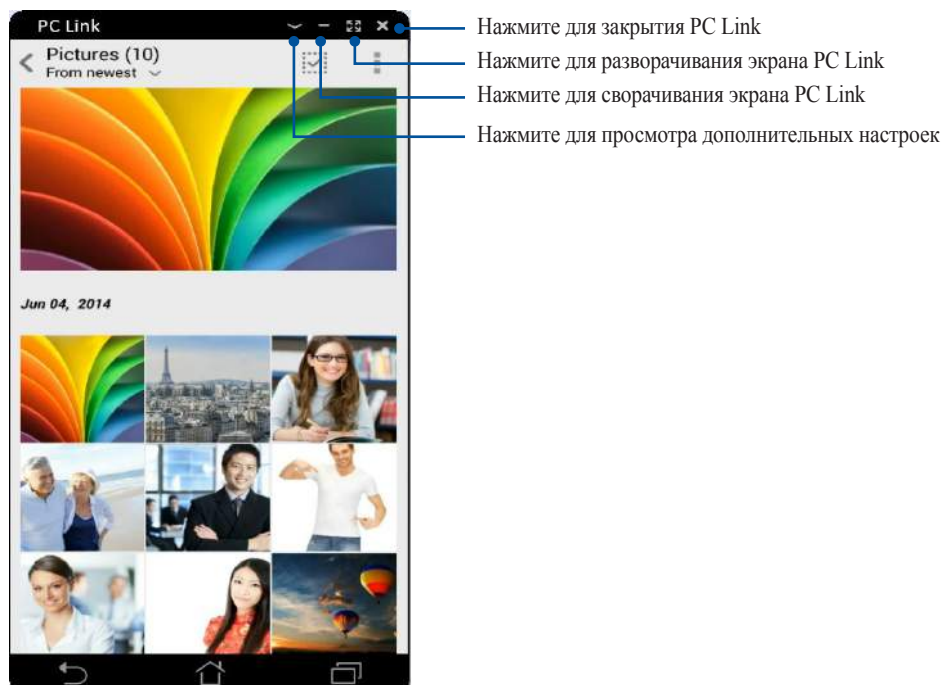 PC Link
Нажмите для закрытия PC Link
Pictures (10)
Нажмите для разворачивания экрана PC Link
From newest
Нажмите для сворачивания экрана PC Link
Нажмите для просмотра дополнительных настроек
Jun 04, 2014